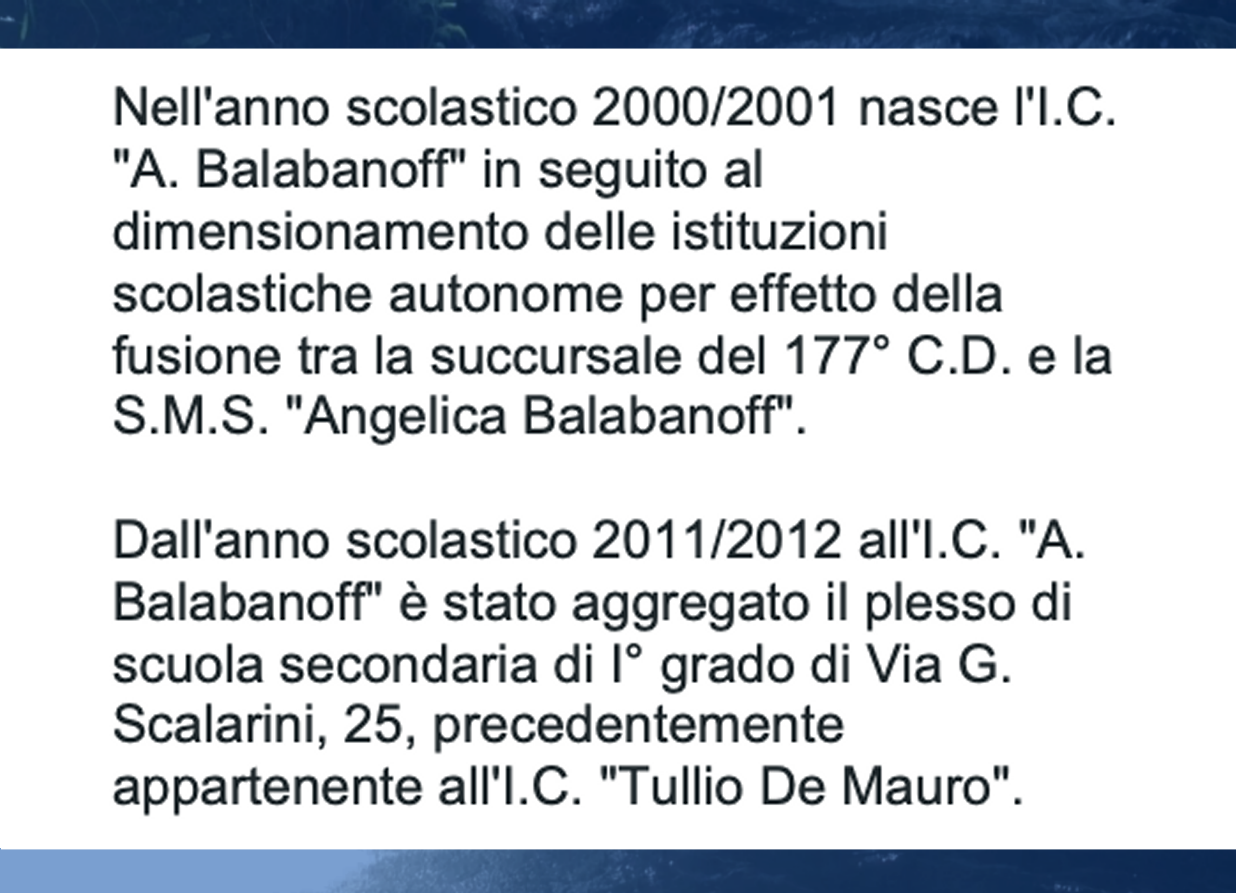 Nell'anno scolastico 2000/2001 nasce l'I.C.
"A. Balabanoff" in seguito al
dimensionamento delle istituzioni
scolastiche autonome per effetto della
fusione tra la succursale del 177° C.D. e la
S.M.S. "Angelica Balabanoff".

Dall'anno scolastico 2011/2012 all'I.C. "A.
Balabanoff" è stato aggregato il plesso di
scuola secondaria di I° grado di Via G.
Scalarini, 25, precedentemente
appartenente all'I.C. "Tullio De Mauro".